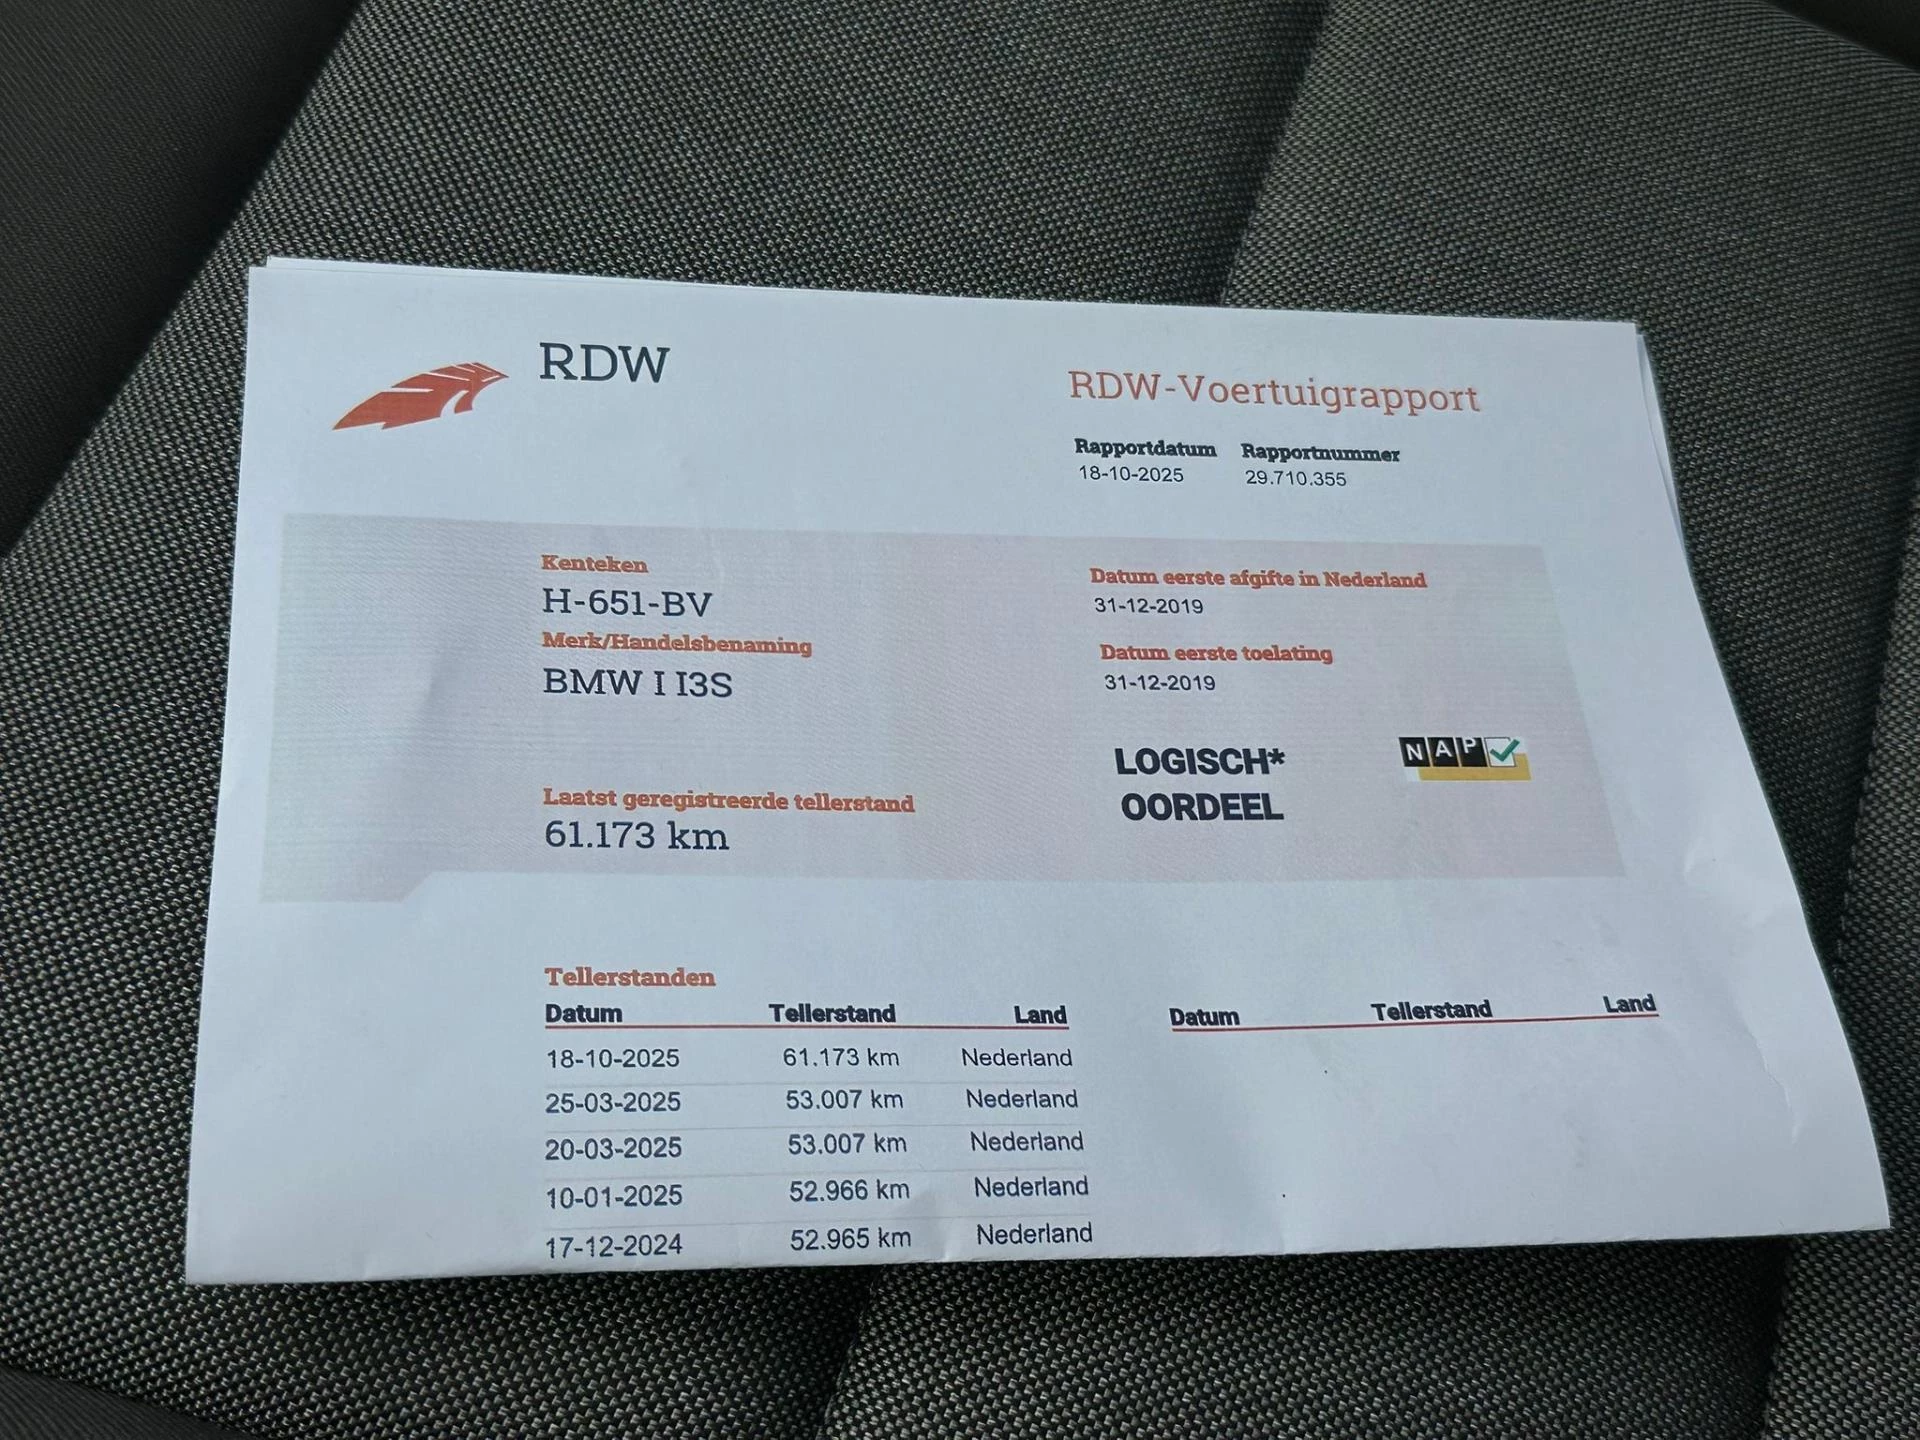 RDW
RDW-Voertuigrapport
Rapportdatum Rapportnummer
18-10-2025 29.710.355
Kenteken
H-651-BV
Merk/Handelsbenaming
BMW I I3S
Laatst geregistreerde tellerstand
61.173 km
Datum eerste afgifte in Nederland
31-12-2019
Datum eerste toelating
31-12-2019
LOGISCH*
OORDEEL
NAP
Tellerstanden
Datum Tellerstand Land Datum Tellerstand Land
18-10-2025 61.173 km Nederland
25-03-2025 53.007 km Nederland
20-03-2025 53.007 km Nederland
10-01-2025 52.966 km Nederland
17-12-2024 52.965 km Nederland